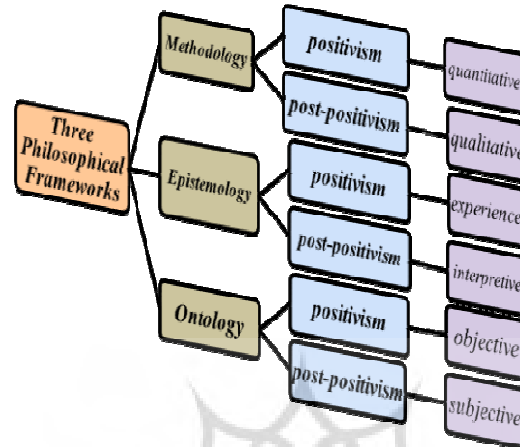 Three
Philosophical
Frameworks
Methodology
positivism
quantitative
post-positivism
qualitative
Epistemology
positivism
experience
post-positivism
interpretive
Ontology
positivism
objective
post-positivism
subjective